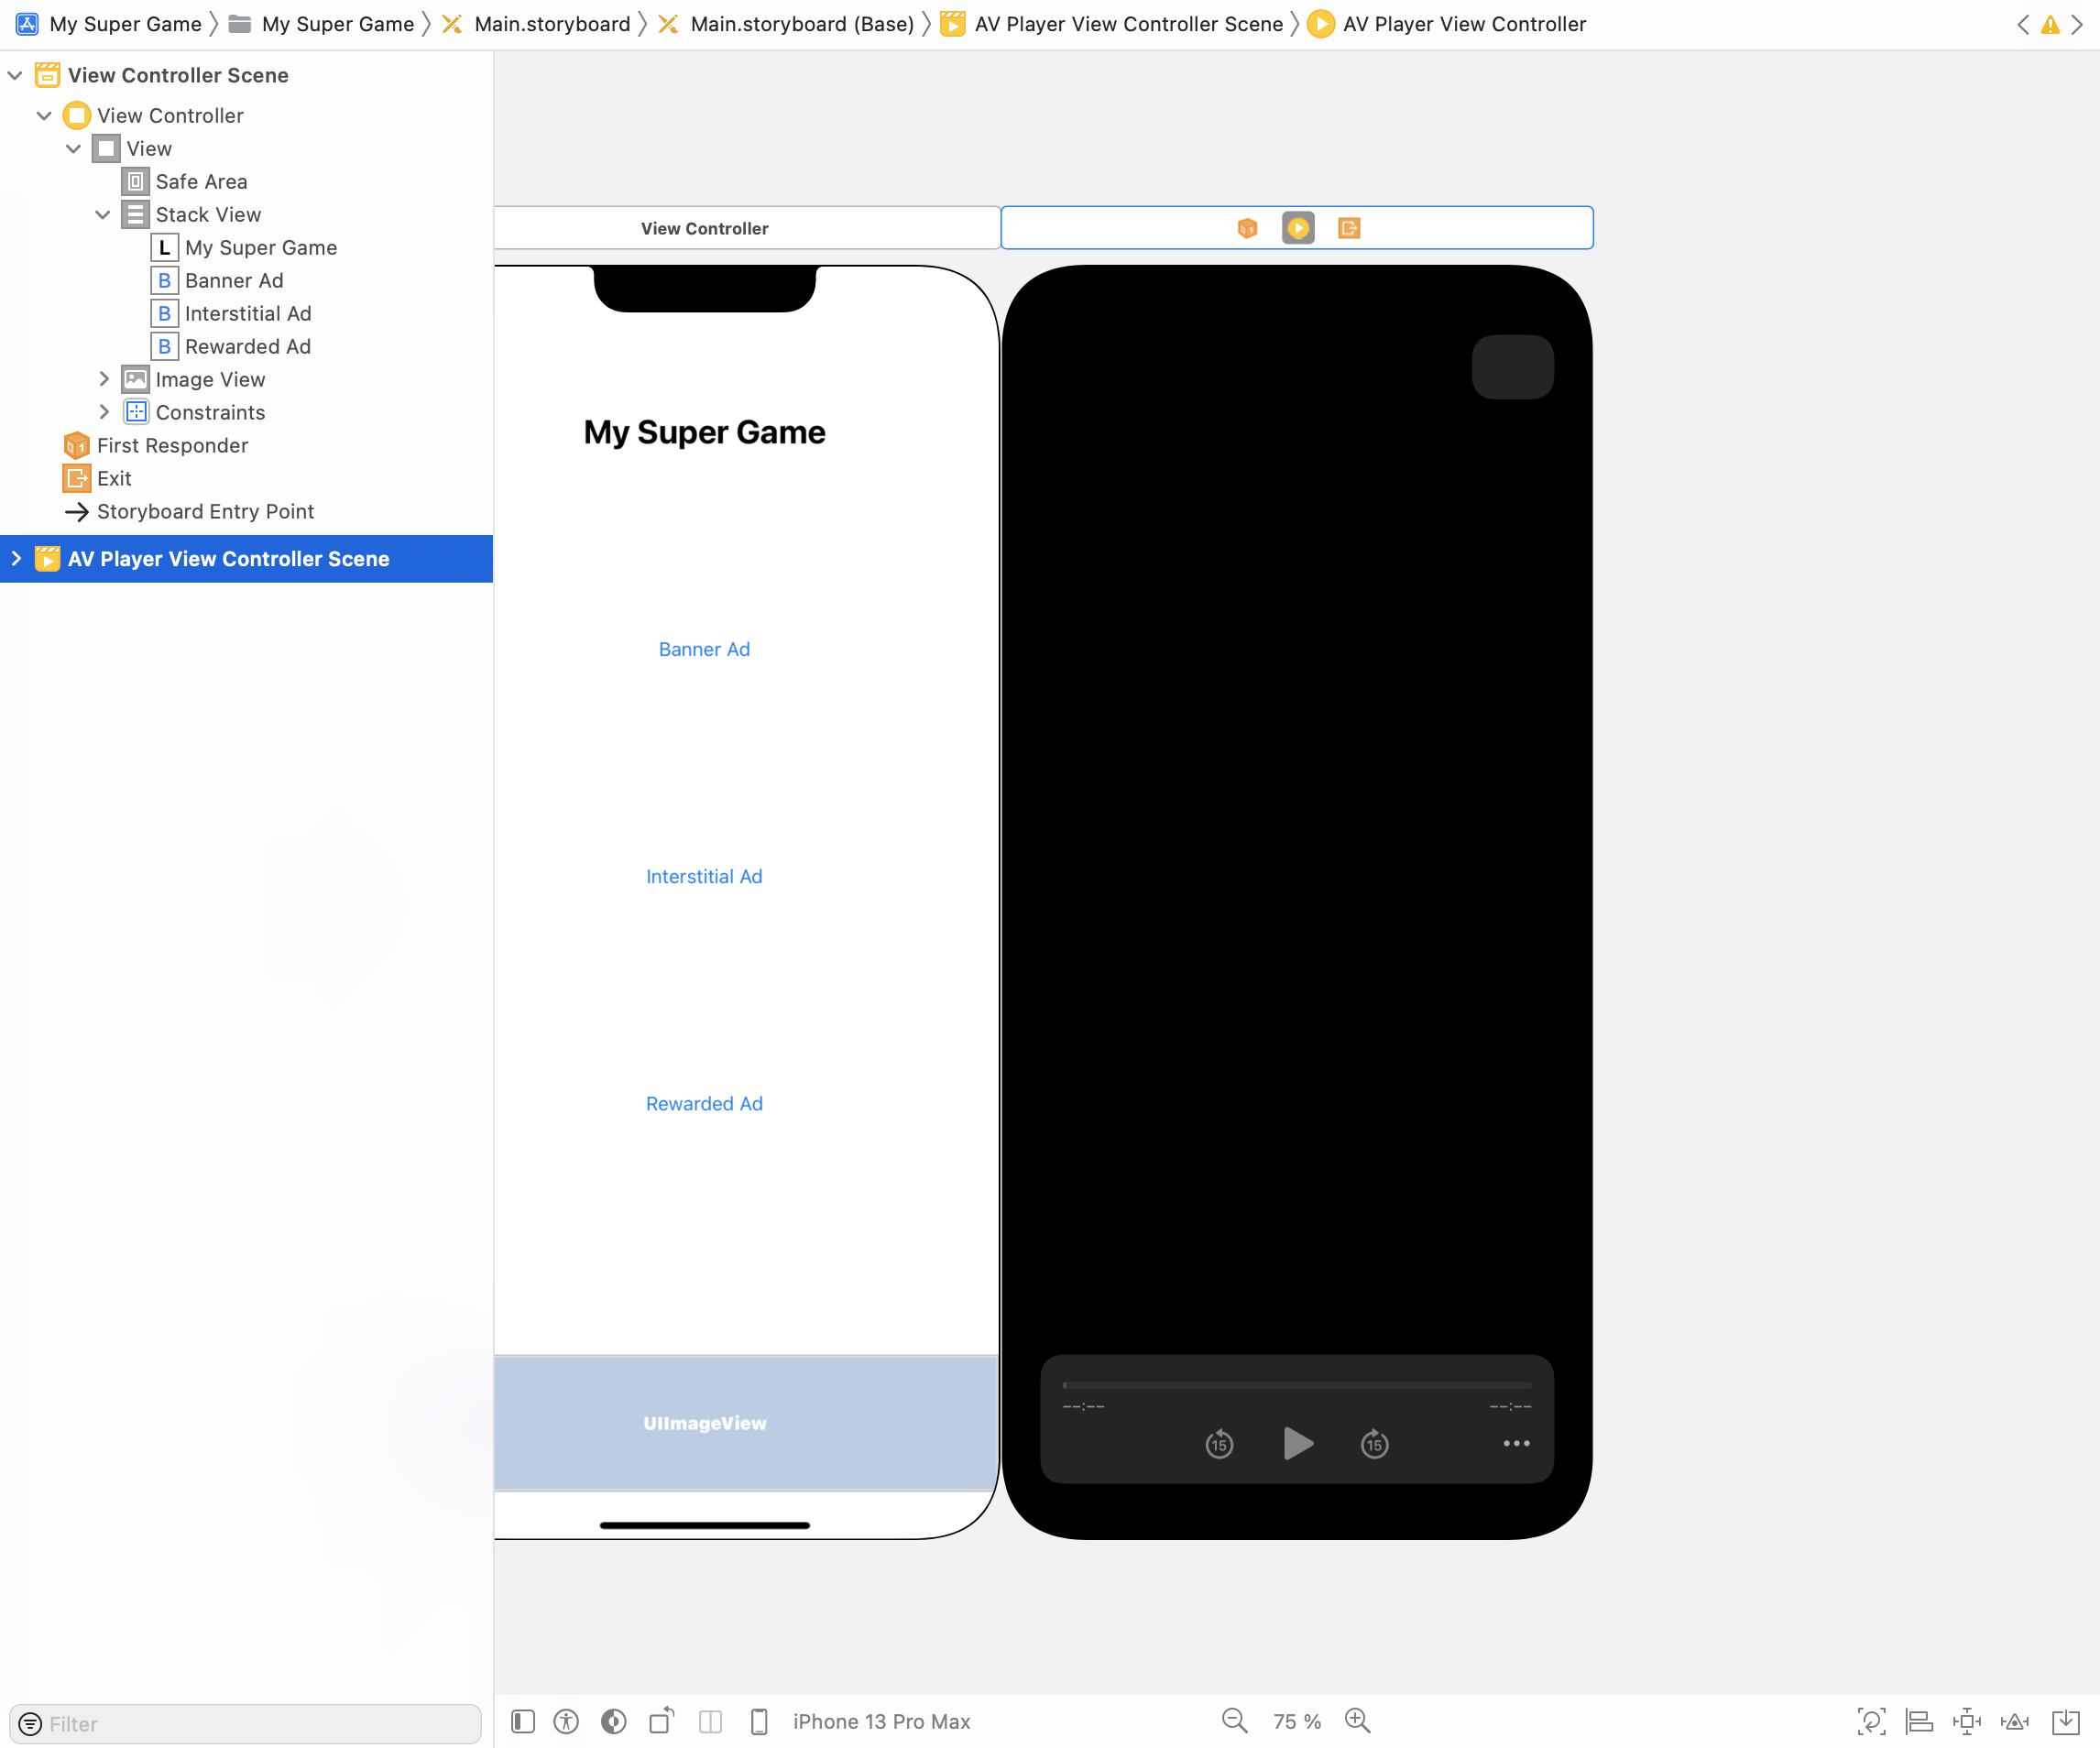 My Super Game My Super Game Main.storyboard Main.storyboard (Base) AV Player View Controller Scene AV Player View Controller
View Controller Scene
View Controller
View
Safe Area
Stack View
L My Super Game
B Banner Ad
B Interstitial Ad
B Rewarded Ad
Image View
Constraints
First Responder
Exit
Storyboard Entry Point
AV Player View Controller Scene
Filter
View Controller
My Super Game
Banner Ad
Interstitial Ad
Rewarded Ad
UIImageView
--:-- --:--
15 15
iPhone 13 Pro Max 75 %